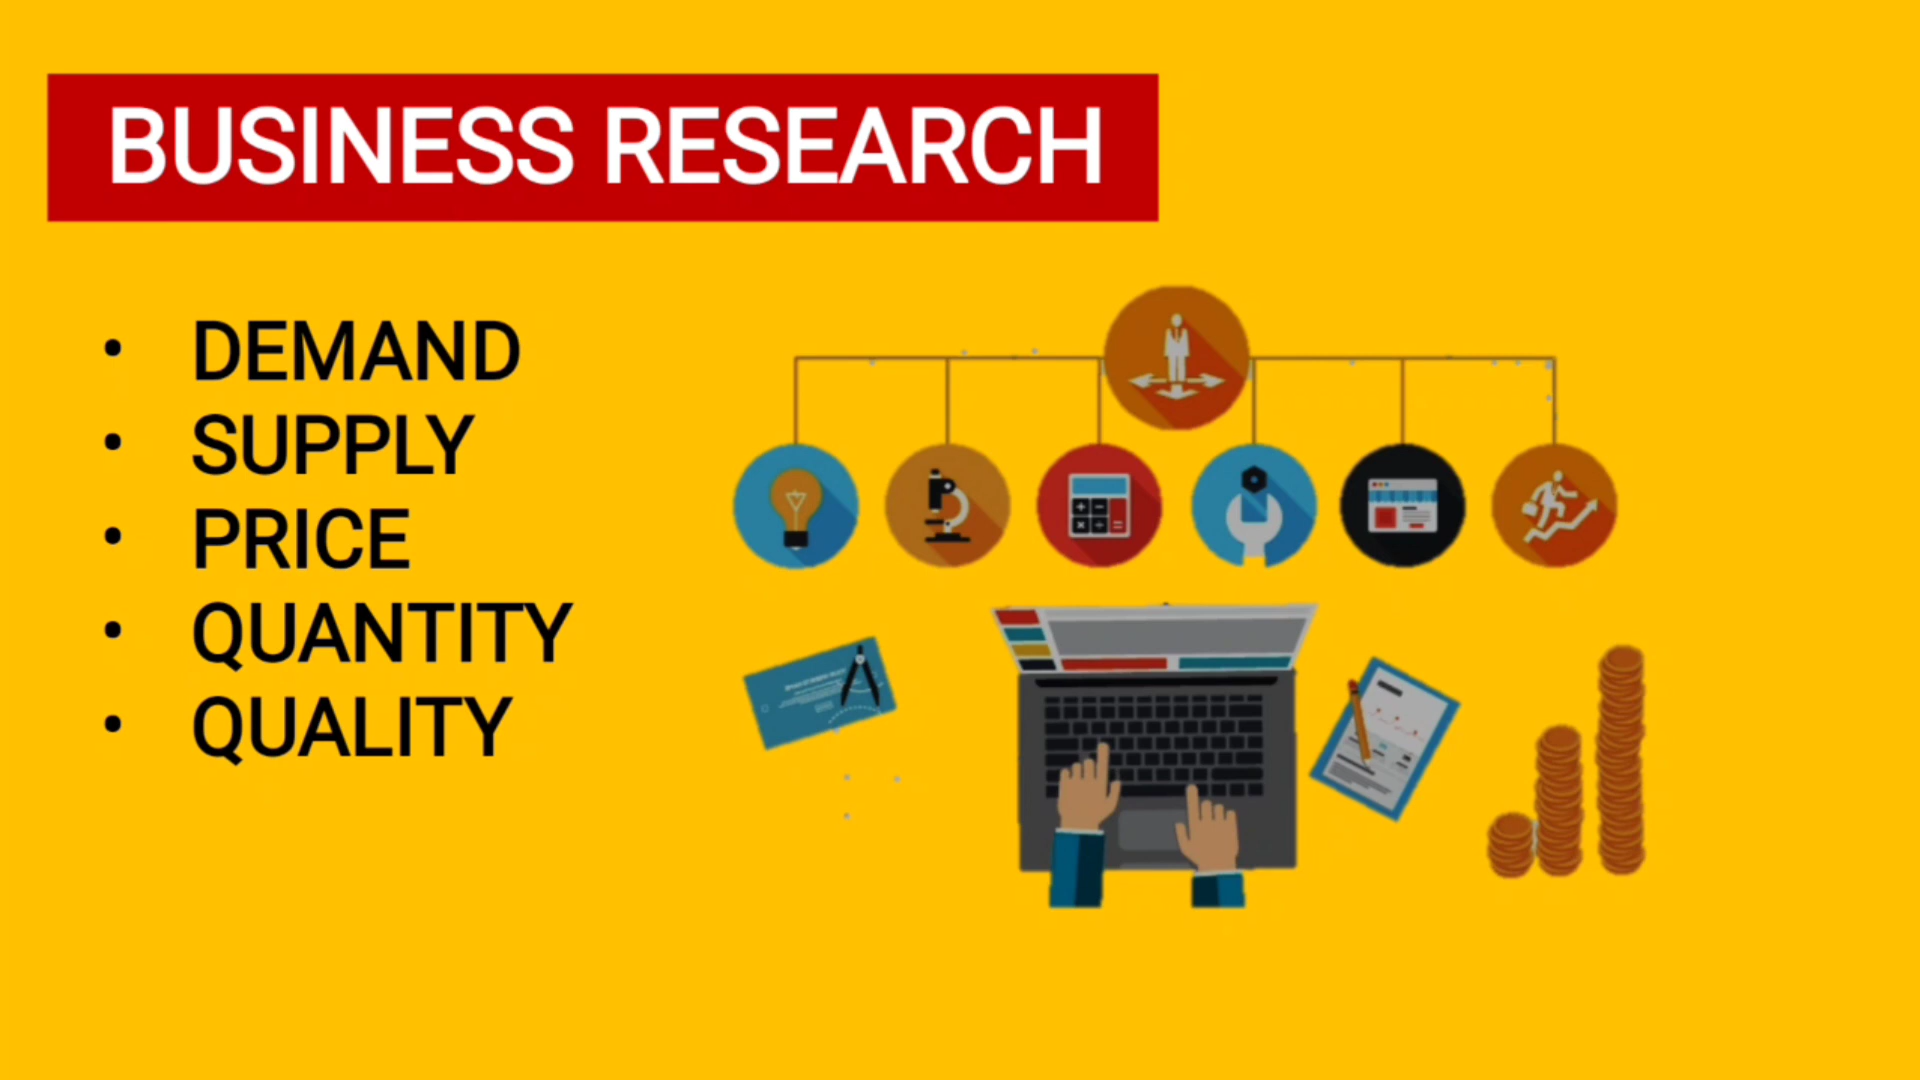 BUSINESS RESEARCH
• DEMAND
• SUPPLY
• PRICE
• QUANTITY
• QUALITY